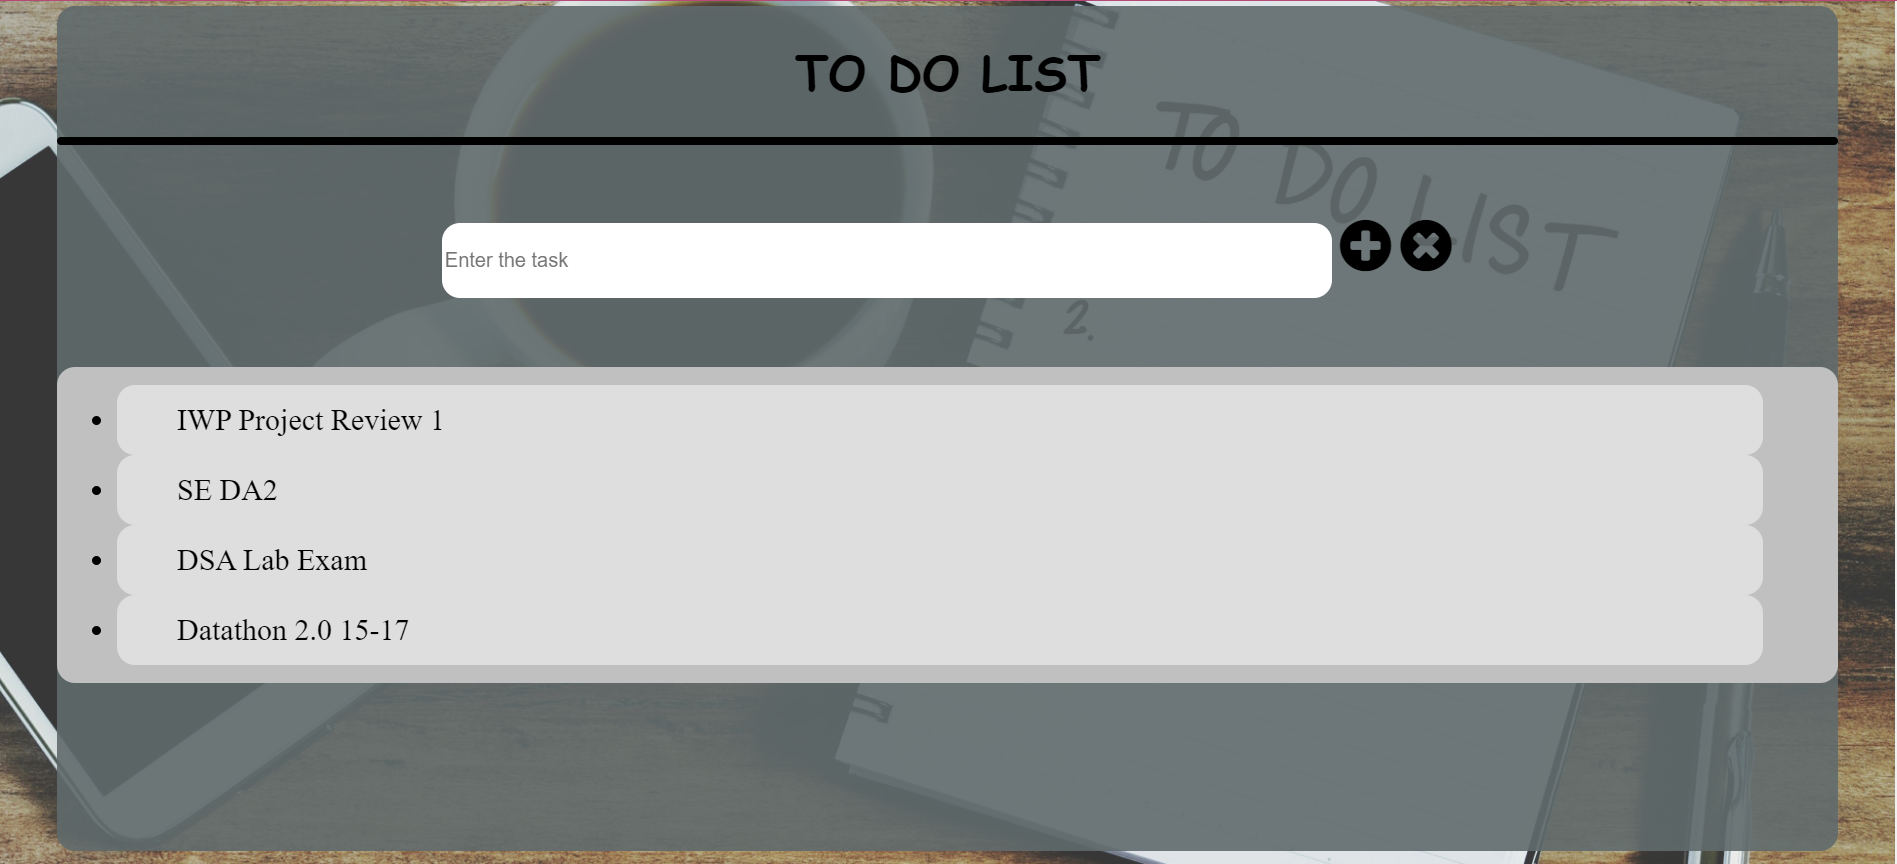 TO DO LIST
TO DO LIST
Enter the task
2.
IWP Project Review 1
SE DA2
DSA Lab Exam
Datathon 2.0 15-17